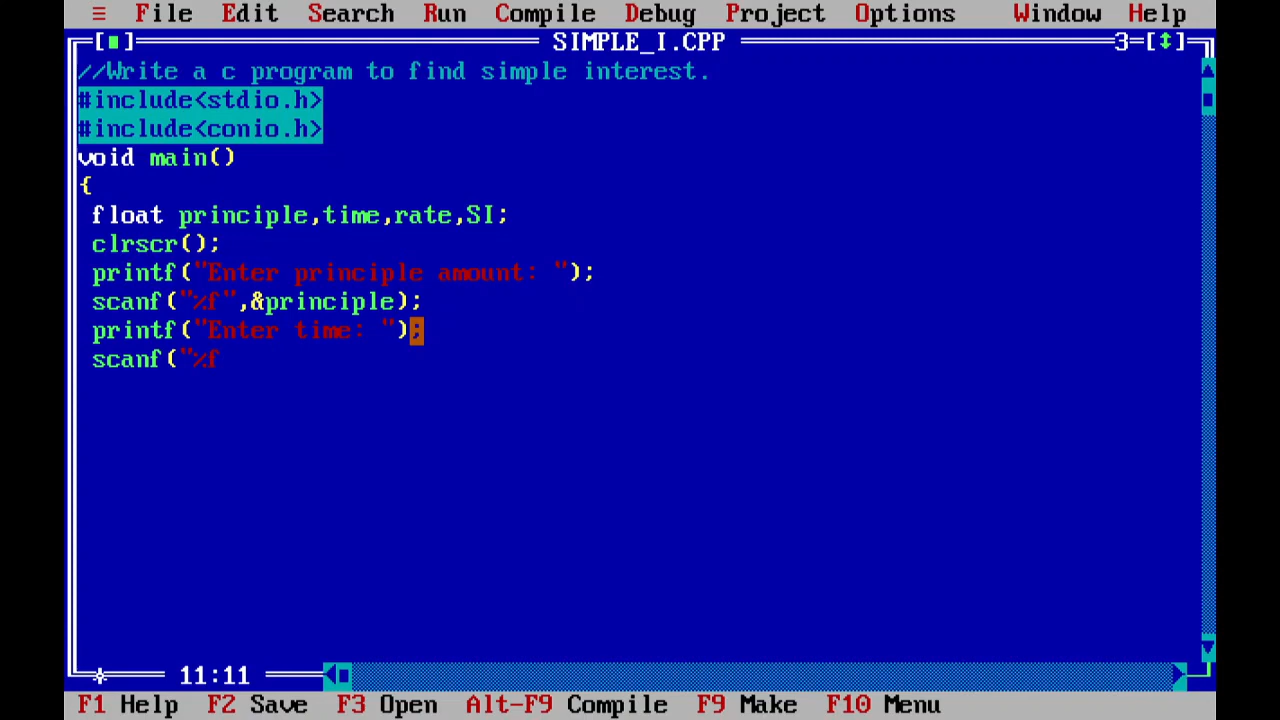 ≡ File Edit Search Run Compile Debug Project Options Window Help
[■] SIMPLE_I.CPP 3=[↕]
//Write a c program to find simple interest.
#include<stdio.h>
#include<conio.h>
void main()
{
float principle,time,rate,SI;
clrscr();
printf("Enter principle amount: ");
scanf("%f",&principle);
printf("Enter time: ");
scanf("%f
11:11
F1 Help F2 Save F3 Open Alt-F9 Compile F9 Make F10 Menu